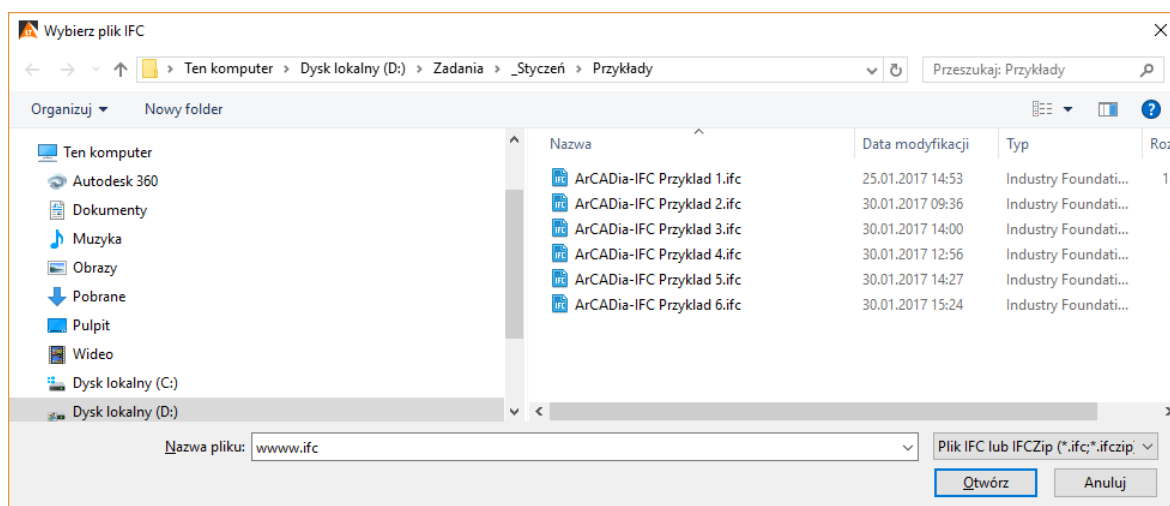 Wybierz plik IFC
Ten komputer > Dysk lokalny (D:) > Zadania > _Styczeń > Przykłady
Przeszukaj: Przykłady
Organizuj Nowy folder
Ten komputer
Autodesk 360
Dokumenty
Muzyka
Obrazy
Pobrane
Pulpit
Wideo
Dysk lokalny (C:)
Dysk lokalny (D:)
Nazwa Data modyfikacji Typ Roz
ArCADia-IFC Przyklad 1.ifc 25.01.2017 14:53 Industry Foundati... 1
ArCADia-IFC Przyklad 2.ifc 30.01.2017 09:36 Industry Foundati...
ArCADia-IFC Przyklad 3.ifc 30.01.2017 14:00 Industry Foundati...
ArCADia-IFC Przyklad 4.ifc 30.01.2017 12:56 Industry Foundati...
ArCADia-IFC Przyklad 5.ifc 30.01.2017 14:27 Industry Foundati...
ArCADia-IFC Przyklad 6.ifc 30.01.2017 15:24 Industry Foundati...
Nazwa pliku: wwww.ifc Plik IFC lub IFCZip (*.ifc;*.ifczip)
Otwórz Anuluj